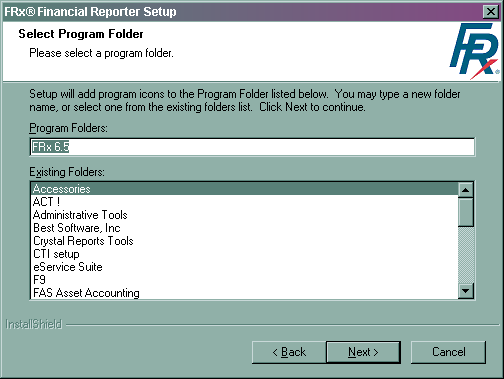 FRx® Financial Reporter Setup
Select Program Folder
Please select a program folder.
FRx
Setup will add program icons to the Program Folder listed below. You may type a new folder
name, or select one from the existing folders list. Click Next to continue.
Program Folders:
FRx 6.5
Existing Folders:
Accessories
ACT !
Administrative Tools
Best Software, Inc
Crystal Reports Tools
CTI setup
eService Suite
F9
FAS Asset Accounting
InstallShield
< Back
Next >
Cancel